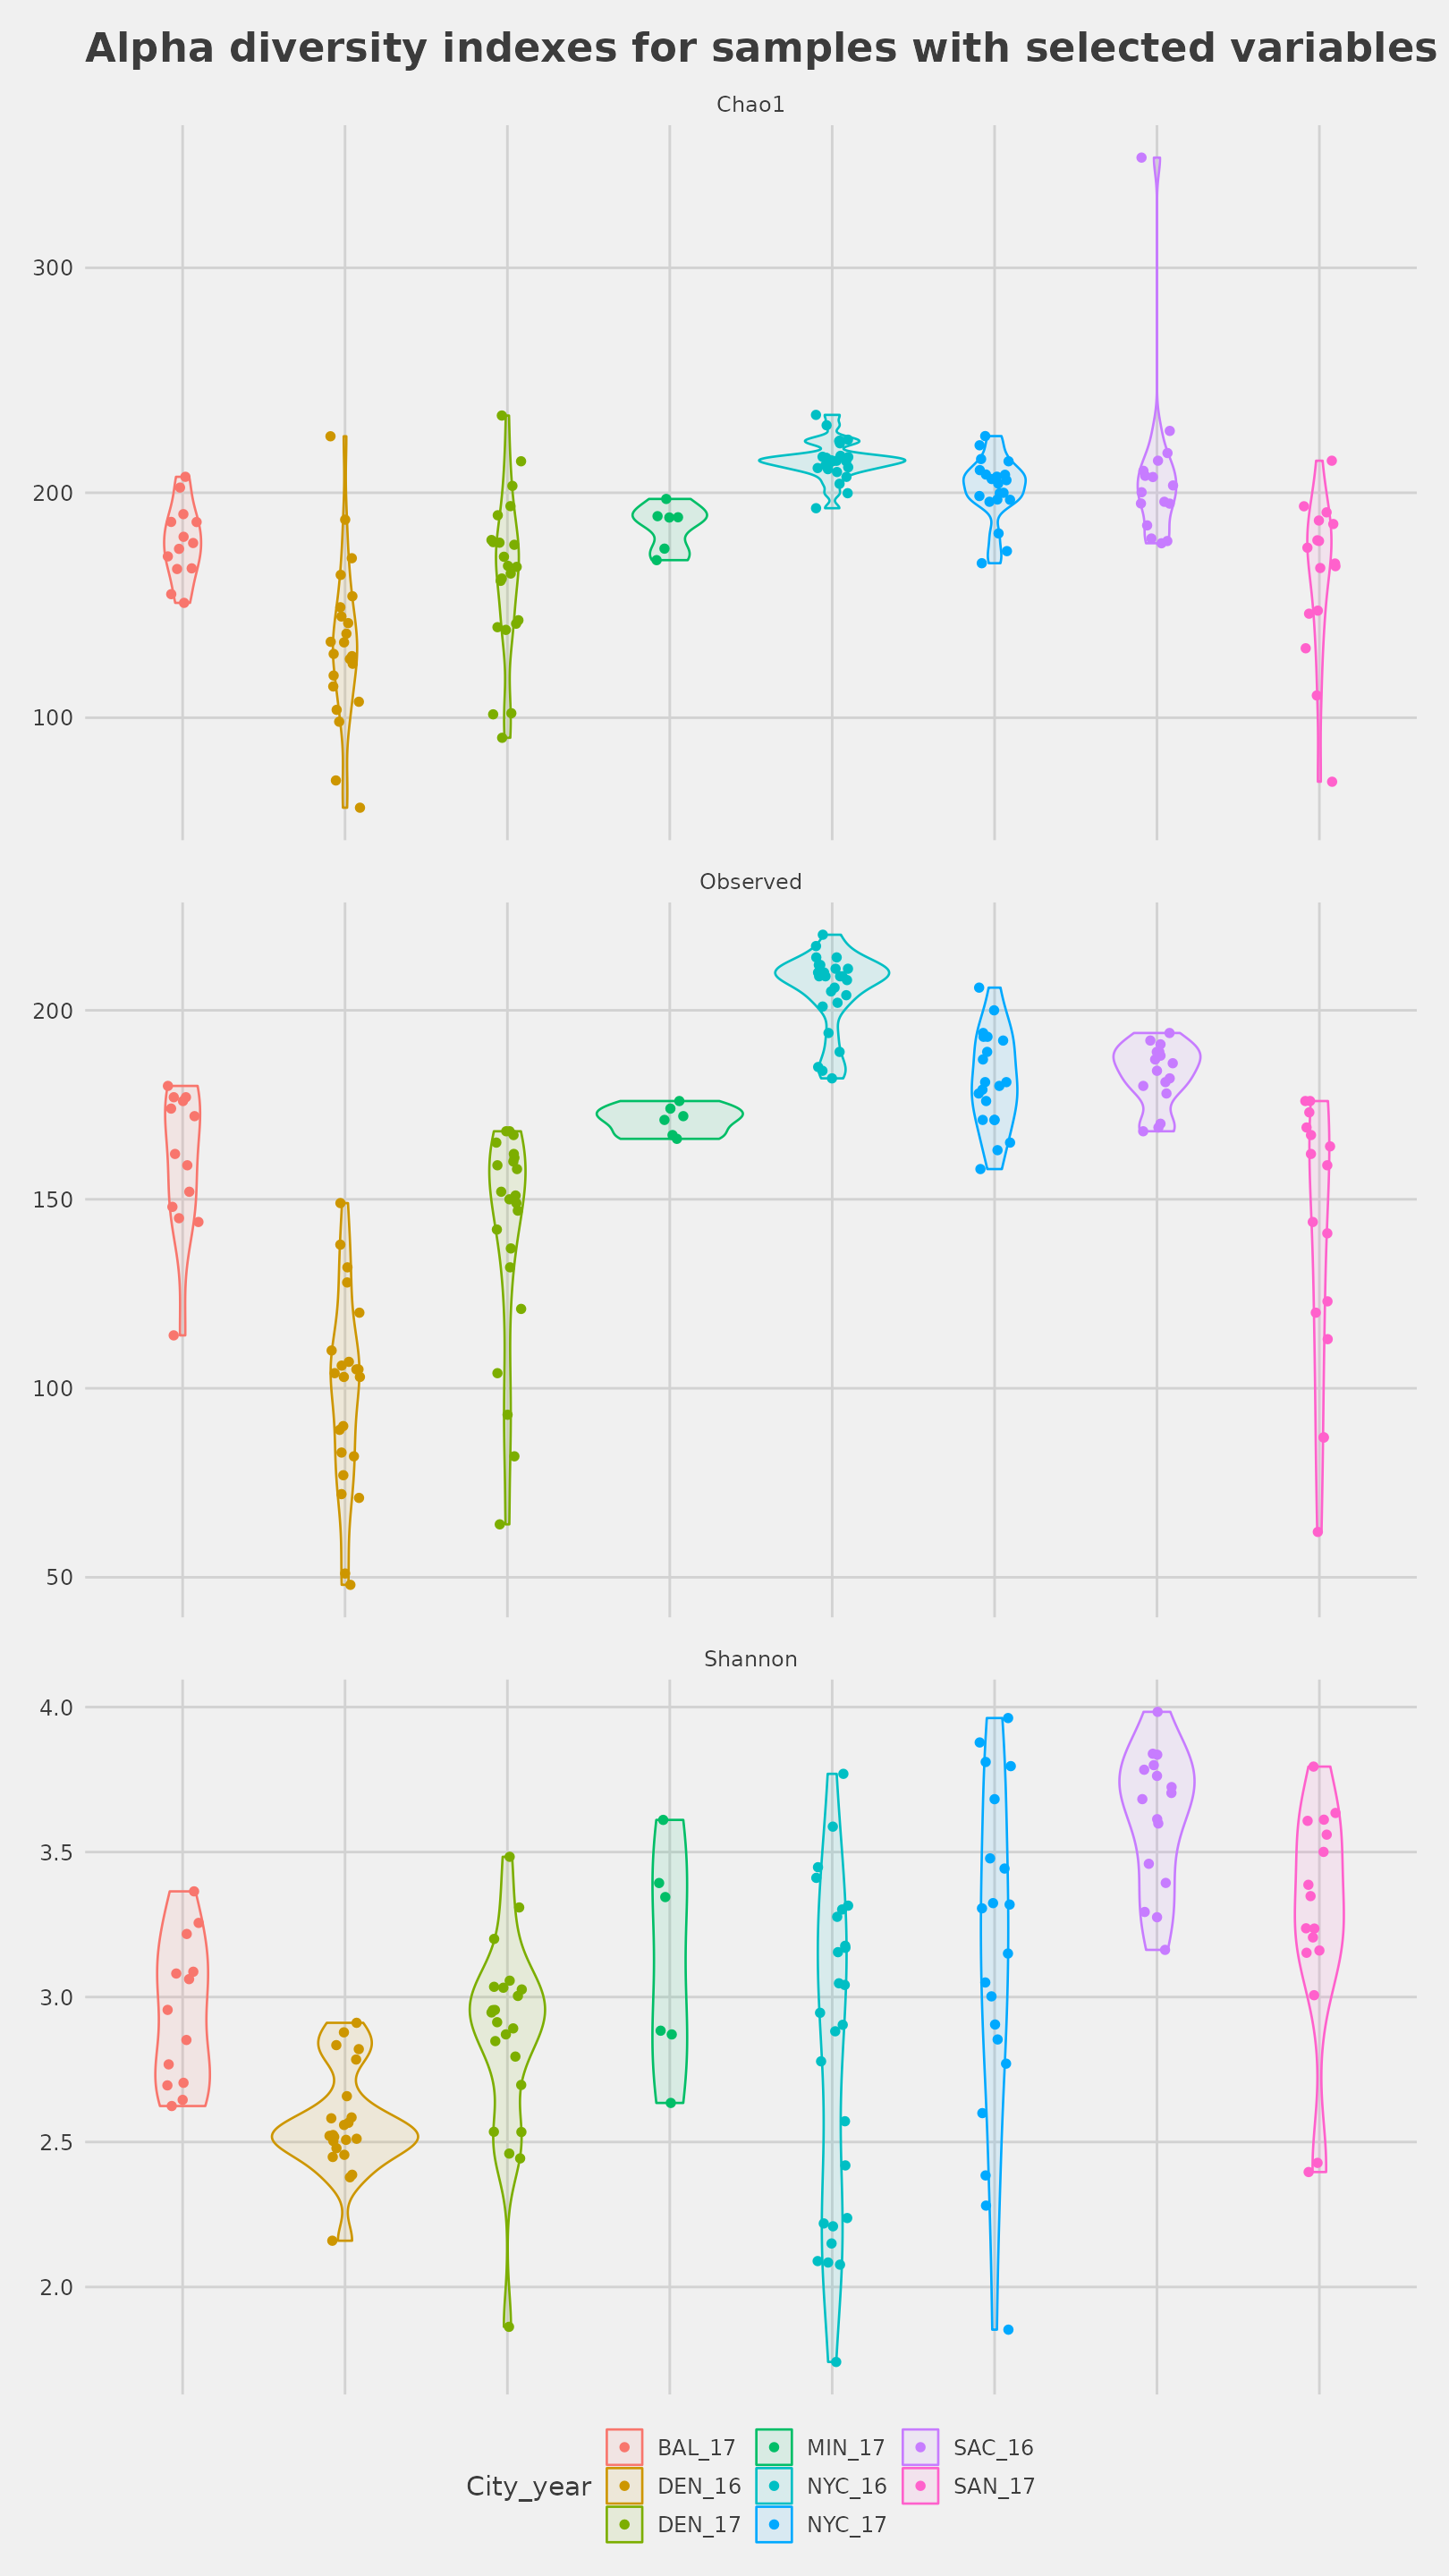 Alpha diversity indexes for samples with selected variables
Chao1
300
200
100
Observed
200
150
100
50
Shannon
4.0
3.5
3.0
2.5
2.0
City_year
BAL_17
DEN_16
DEN_17
MIN_17
NYC_16
NYC_17
SAC_16
SAN_17